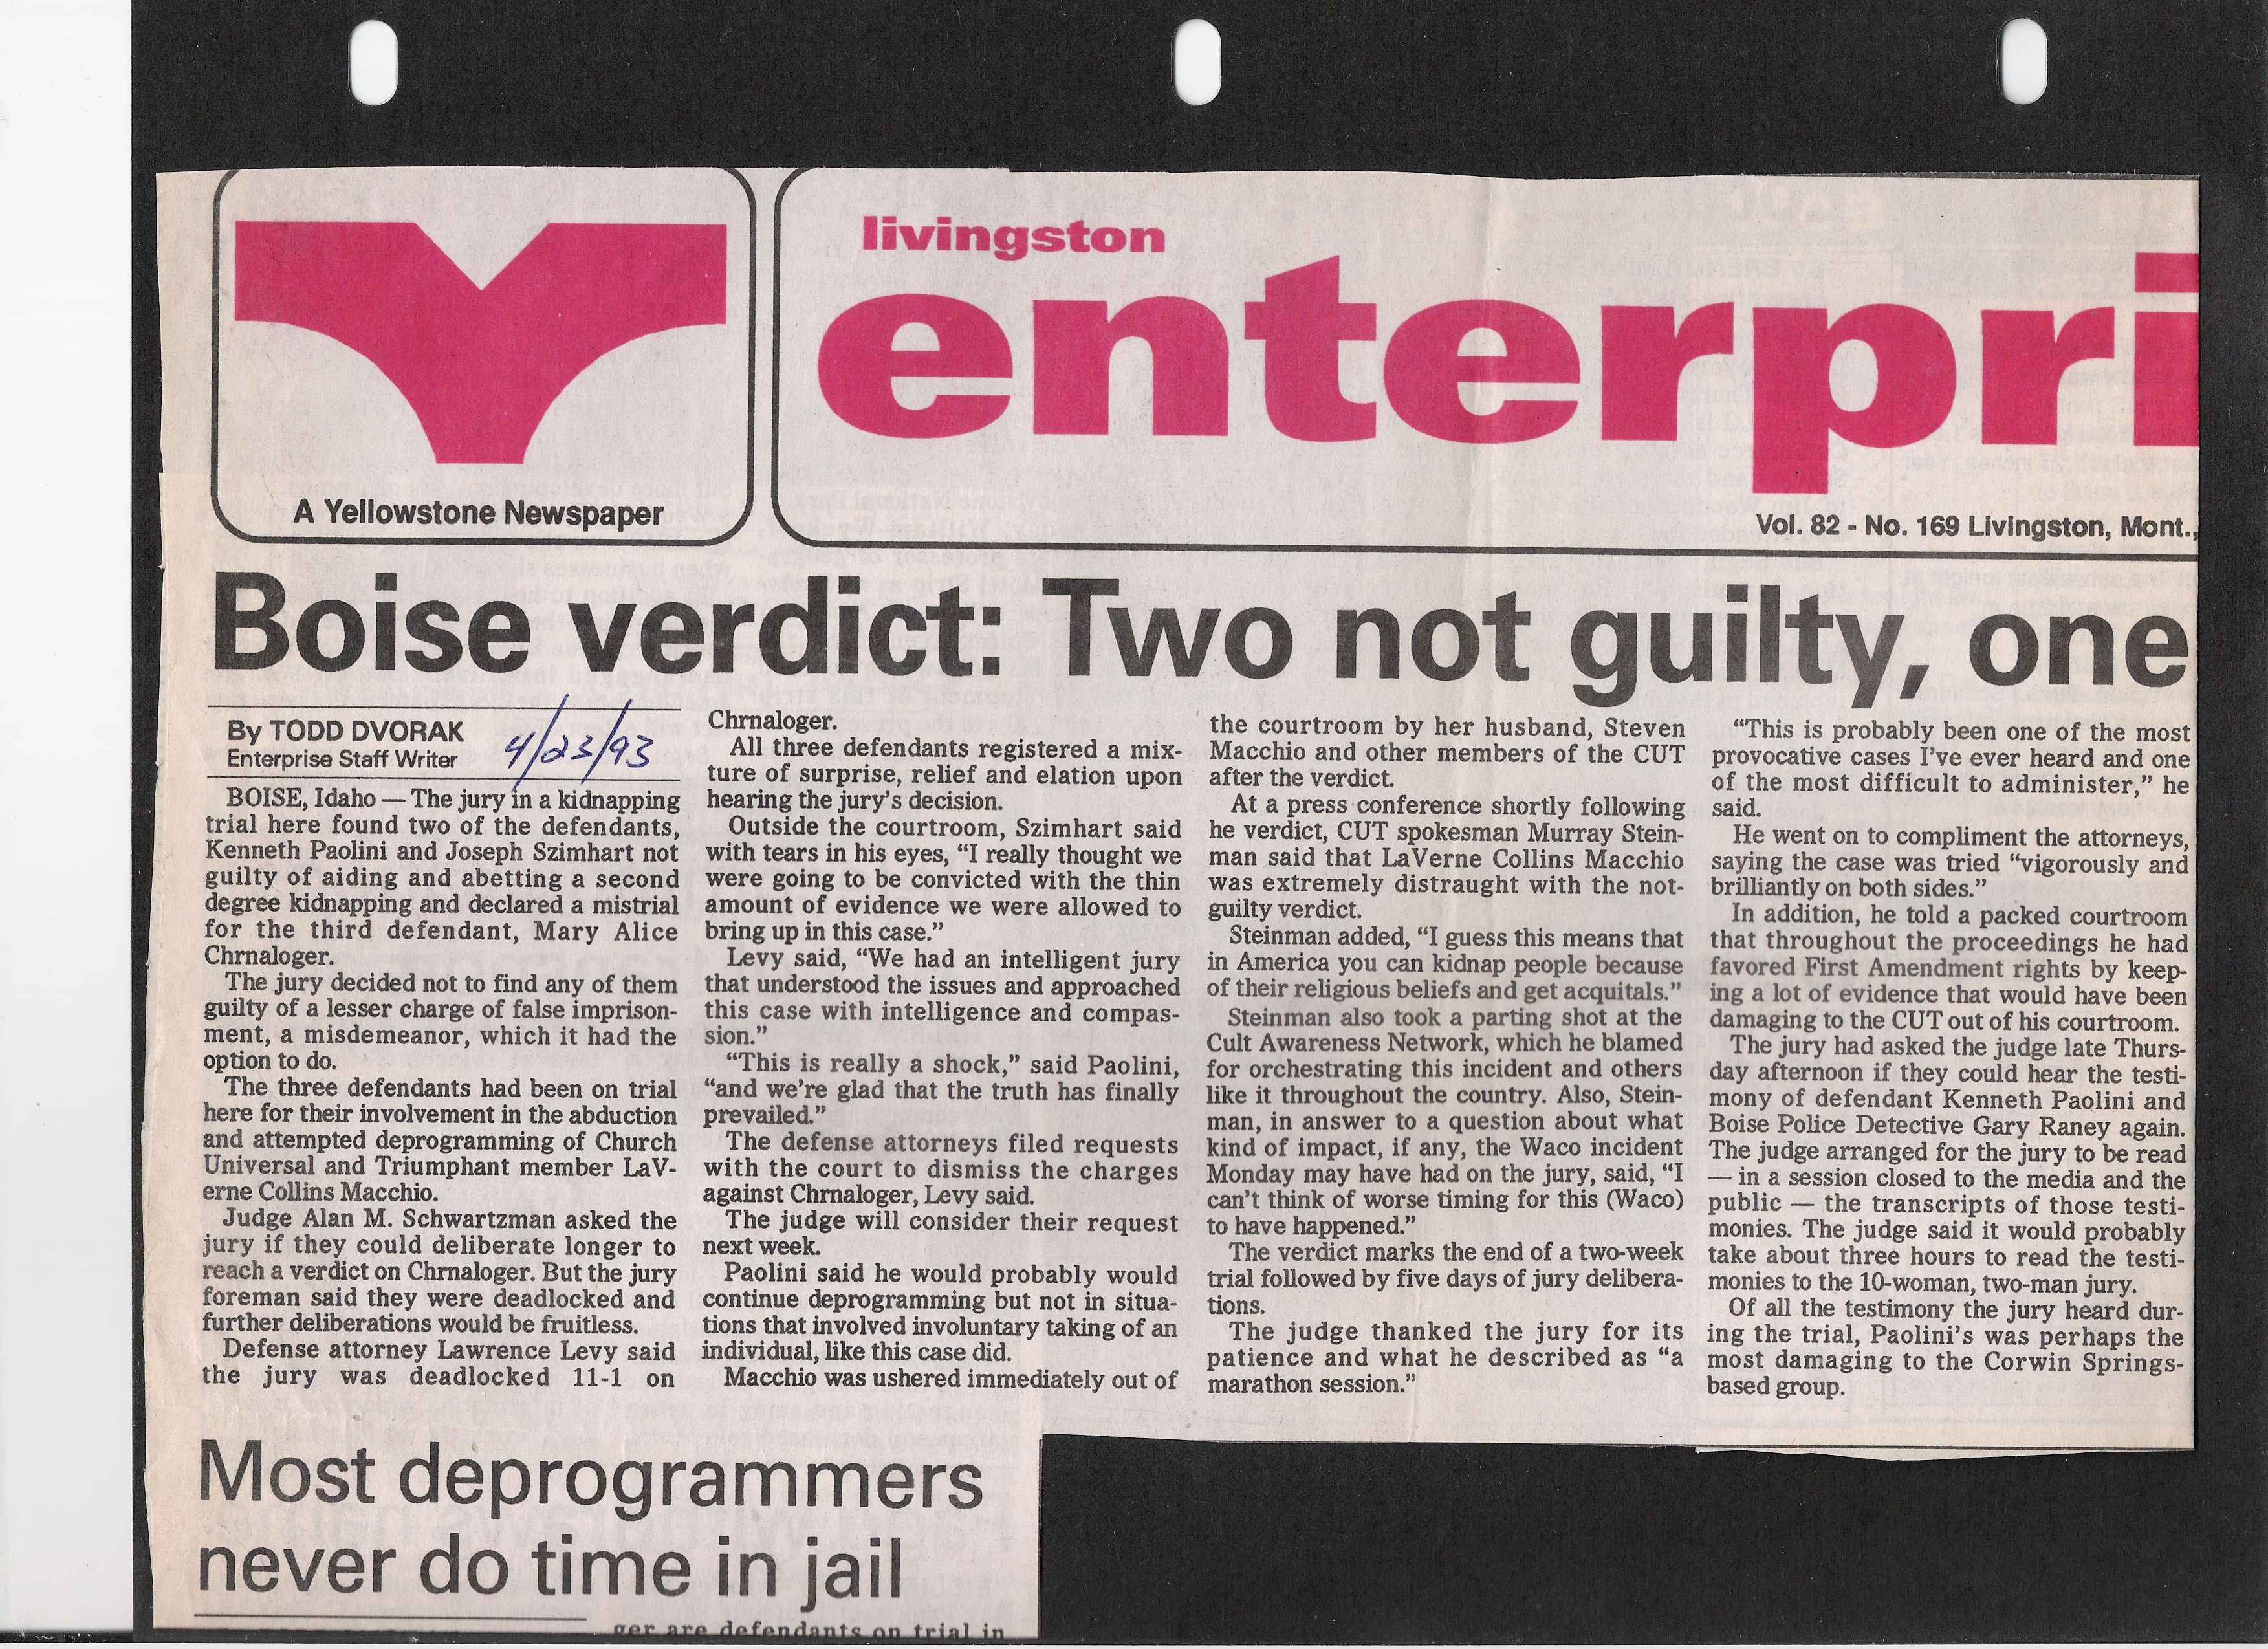 A Yellowstone Newspaper
livingston
enterpri
Vol. 82 - No. 169 Livingston, Mont.,
Boise verdict: Two not guilty, one
By TODD DVORAK
Enterprise Staff Writer
4/23/93
BOISE, Idaho — The jury in a kidnapping
trial here found two of the defendants,
Kenneth Paolini and Joseph Szimhart not
guilty of aiding and abetting a second
degree kidnapping and declared a mistrial
for the third defendant, Mary Alice
Chrnaloger.
The jury decided not to find any of them
guilty of a lesser charge of false imprison-
ment, a misdemeanor, which it had the
option to do.
The three defendants had been on trial
here for their involvement in the abduction
and attempted deprogramming of Church
Universal and Triumphant member LaV-
erne Collins Macchio.
Judge Alan M. Schwartzman asked the
jury if they could deliberate longer to
reach a verdict on Chrnaloger. But the jury
foreman said they were deadlocked and
further deliberations would be fruitless.
Defense attorney Lawrence Levy said
the jury was deadlocked 11-1 on
Chrnaloger.
All three defendants registered a mix-
ture of surprise, relief and elation upon
hearing the jury's decision.
Outside the courtroom, Szimhart said
with tears in his eyes, “I really thought we
were going to be convicted with the thin
amount of evidence we were allowed to
bring up in this case.”
Levy said, “We had an intelligent jury
that understood the issues and approached
this case with intelligence and compas-
sion.”
“This is really a shock,” said Paolini,
“and we're glad that the truth has finally
prevailed.”
The defense attorneys filed requests
with the court to dismiss the charges
against Chrnaloger, Levy said.
The judge will consider their request
next week.
Paolini said he would probably would
continue deprogramming but not in situa-
tions that involved involuntary taking of an
individual, like this case did.
Macchio was ushered immediately out of
the courtroom by her husband, Steven
Macchio and other members of the CUT
after the verdict.
At a press conference shortly following
he verdict, CUT spokesman Murray Stein-
man said that LaVerne Collins Macchio
was extremely distraught with the not-
guilty verdict.
Steinman added, “I guess this means that
in America you can kidnap people because
of their religious beliefs and get acquitals.”
Steinman also took a parting shot at the
Cult Awareness Network, which he blamed
for orchestrating this incident and others
like it throughout the country. Also, Stein-
man, in answer to a question about what
kind of impact, if any, the Waco incident
Monday may have had on the jury, said, “I
can't think of worse timing for this (Waco)
to have happened.”
The verdict marks the end of a two-week
trial followed by five days of jury delibera-
tions.
The judge thanked the jury for its
patience and what he described as “a
marathon session.”
“This is probably been one of the most
provocative cases I've ever heard and one
of the most difficult to administer,” he
said.
He went on to compliment the attorneys,
saying the case was tried “vigorously and
brilliantly on both sides.”
In addition, he told a packed courtroom
that throughout the proceedings he had
favored First Amendment rights by keep-
ing a lot of evidence that would have been
damaging to the CUT out of his courtroom.
The jury had asked the judge late Thurs-
day afternoon if they could hear the testi-
mony of defendant Kenneth Paolini and
Boise Police Detective Gary Raney again.
The judge arranged for the jury to be read
— in a session closed to the media and the
public — the transcripts of those testi-
monies. The judge said it would probably
take about three hours to read the testi-
monies to the 10-woman, two-man jury.
Of all the testimony the jury heard dur-
ing the trial, Paolini's was perhaps the
most damaging to the Corwin Springs-
based group.
Most deprogrammers
never do time in jail
ger are defendants on trial in